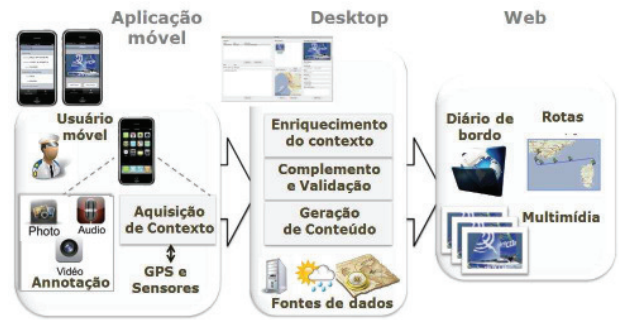 Aplicação
móvel
Desktop
Web
Usuário
móvel
Photo
Audio
Vidéo
Annotação
Aquisição
de Contexto
GPS e
Sensores
Enriquecimento
do contexto
Complemento
e Validação
Geração
de Conteúdo
Fontes de dados
Diário de
bordo
Rotas
Multimídia